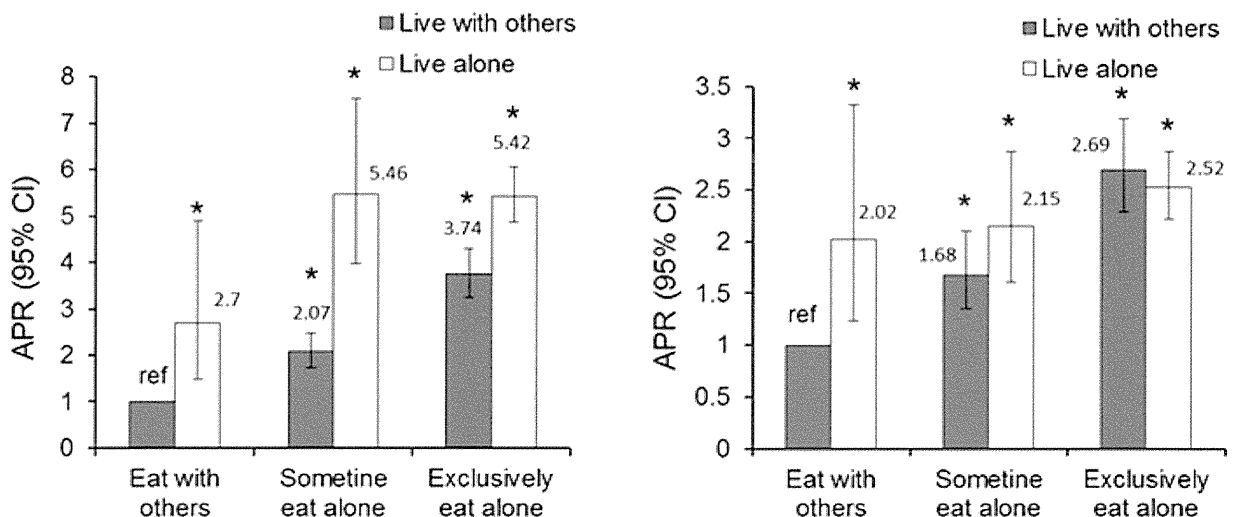 Live with others
Live alone
APR (95% CI)
8
7
6
5
4
3
2
1
0
ref
*
2.7
*
2.07
*
5.46
*
3.74
*
5.42
Eat with others
Sometine eat alone
Exclusively eat alone
Live with others
Live alone
APR (95% CI)
3.5
3
2.5
2
1.5
1
0.5
0
ref
*
2.02
*
1.68
*
2.15
*
2.69
*
2.52
Eat with
others
Sometine
eat alone
Exclusively
eat alone